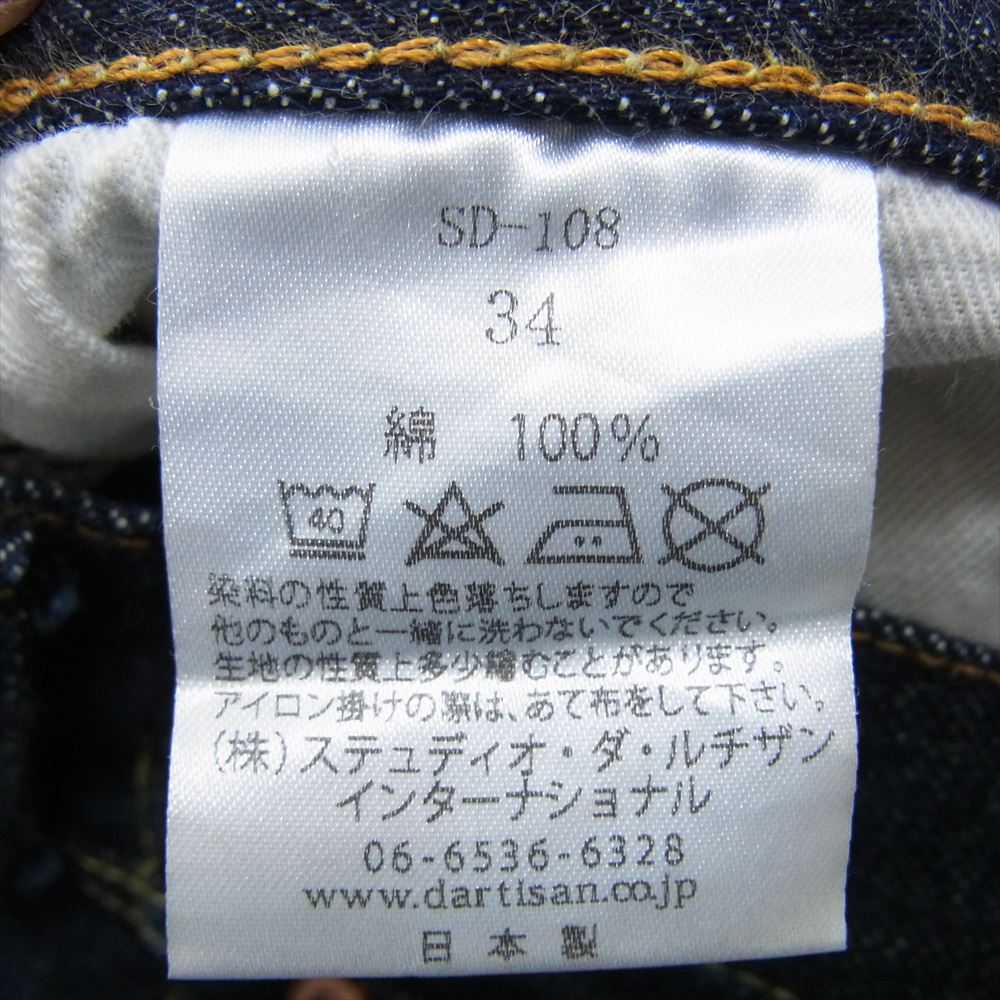 SD-108
34
綿 100%
40
染料の性質上色落ちしますので
他のものと一緒に洗わないでください。
生地の性質上多少縮むことがあります。
アイロン掛けの際は、あて布をして下さい。
(株)ステュディオ・ダ・ルチザン
インターナショナル
06-6536-6328
www.dartisan.co.jp
日本製